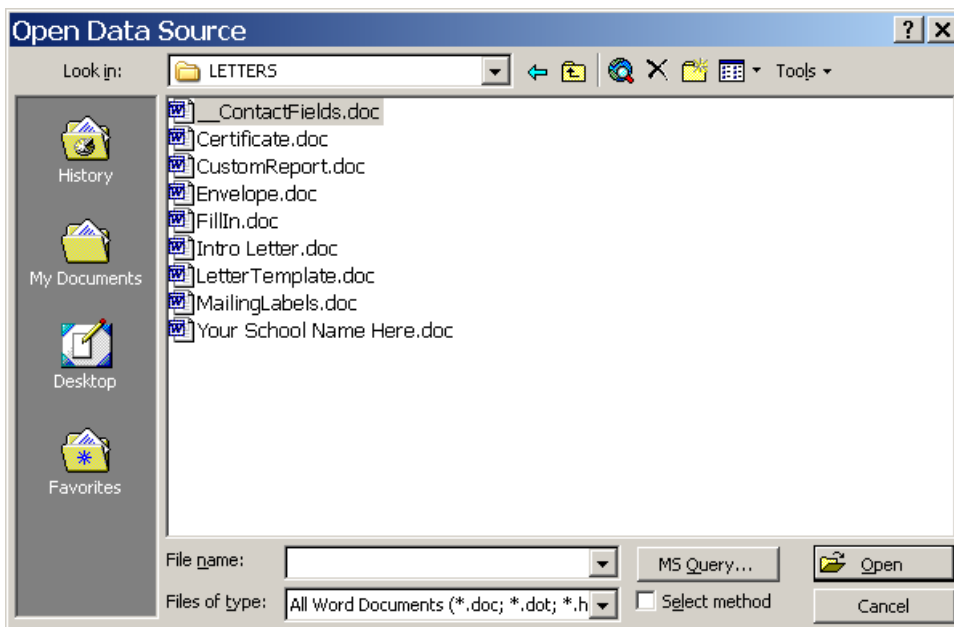 Open Data Source
Look in: LETTERS Tools
__ContactFields.doc
Certificate.doc
CustomReport.doc
Envelope.doc
FillIn.doc
Intro Letter.doc
LetterTemplate.doc
MailingLabels.doc
Your School Name Here.doc
History
My Documents
Desktop
Favorites
File name: MS Query... Open
Files of type: All Word Documents (*.doc; *.dot; *.h Select method Cancel